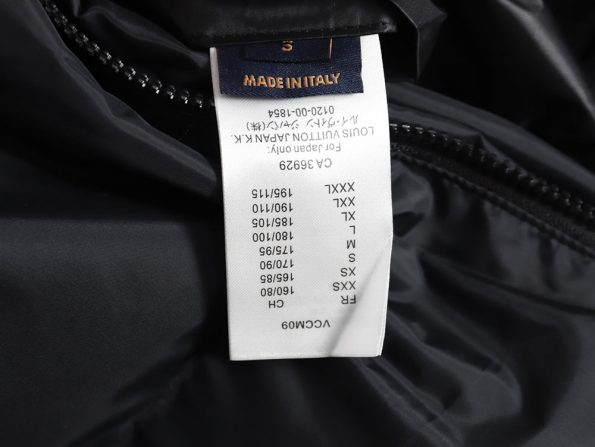 S
MADE IN ITALY
VCCM09
FR CH
XXS 160/80
XS 165/85
S 170/90
M 175/95
L 180/100
XL 185/105
XXL 190/110
XXXL 195/115
CA 36929
For Japan only:
LOUIS VUITTON JAPAN K.K.
ルイ・ヴィトン ジャパン(株)
0120-00-1854